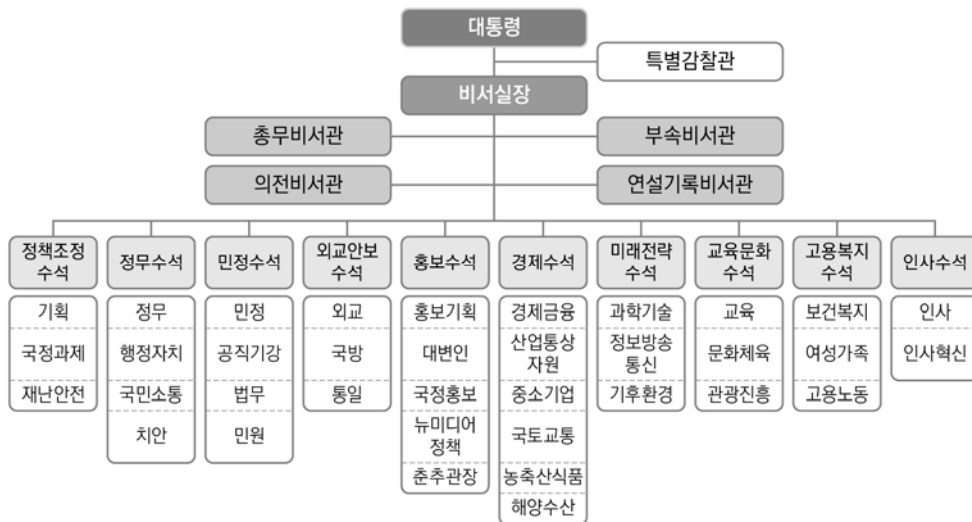 대통령
특별감찰관
비서실장
총무비서관
부속비서관
의전비서관
연설기록비서관
정책조정
수석
정무수석
민정수석
외교안보
수석
홍보수석
경제수석
미래전략
수석
교육문화
수석
고용복지
수석
인사수석
기획
국정과제
재난안전
정무
행정자치
국민소통
치안
민정
공직기강
법무
민원
외교
국방
통일
홍보기획
대변인
국정홍보
뉴미디어
정책
춘추관장
경제금융
산업통상
자원
중소기업
국토교통
농축산식품
해양수산
과학기술
정보방송
통신
기후환경
교육
문화체육
관광진흥
보건복지
여성가족
고용노동
인사
인사혁신